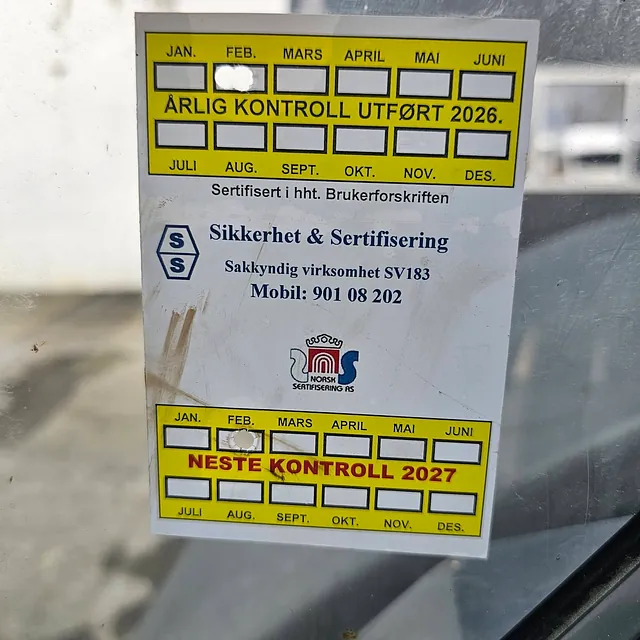 JAN. FEB. MARS APRIL MAI JUNI
ÅRLIG KONTROLL UTFØRT 2026.
JULI AUG. SEPT. OKT. NOV. DES.
Sertifisert i hht. Brukerforskriften
S
S
Sikkerhet & Sertifisering
Sakkyndig virksomhet SV183
Mobil: 901 08 202
NORSK
SERTIFISERING AS
JAN. FEB. MARS APRIL MAI JUNI
NESTE KONTROLL 2027
JULI AUG. SEPT. OKT. NOV. DES.